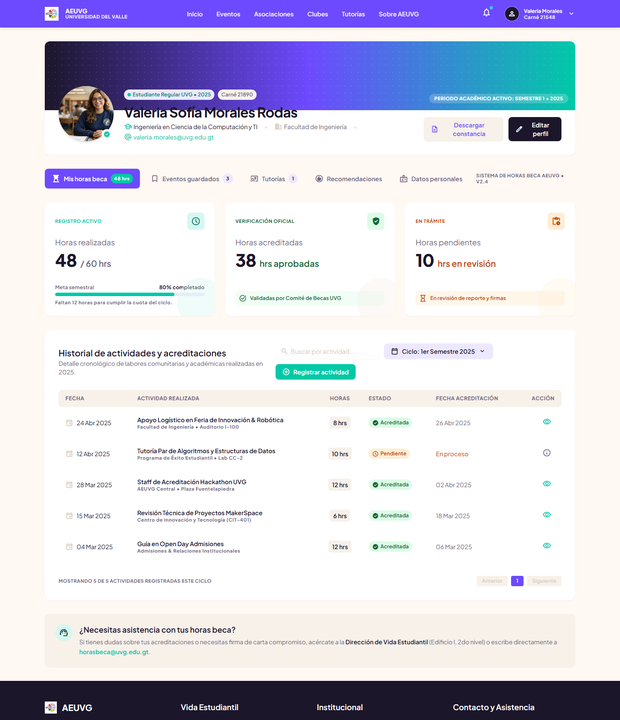 AEUVG
UNIVERSIDAD DEL VALLE
Inicio
Eventos
Asociaciones
Clubes
Tutorías
Sobre AEUVG
Valeria Morales
Carné 21548
PERIODO ACADÉMICO ACTIVO: SEMESTRE 1 • 2025
Estudiante Regular UVG • 2025
Carné 21890
Valeria Sofía Morales Rodas
Ingeniería en Ciencia de la Computación y TI
Facultad de Ingeniería
valeria.morales@uvg.edu.gt
Descargar constancia
Editar perfil
Mis horas beca
48 hrs
Eventos guardados
3
Tutorías
1
Recomendaciones
Datos personales
SISTEMA DE HORAS BECA AEUVG •
V2.4
REGISTRO ACTIVO
Horas realizadas
48 / 60 hrs
Meta semestral
80% completado
Faltan 12 horas para cumplir la cuota del ciclo.
VERIFICACIÓN OFICIAL
Horas acreditadas
38 hrs aprobadas
Validadas por Comité de Becas UVG
EN TRÁMITE
Horas pendientes
10 hrs en revisión
En revisión de reporte y firmas
Historial de actividades y acreditaciones
Detalle cronológico de labores comunitarias y académicas realizadas en
2025.
Buscar por actividad...
Ciclo: 1er Semestre 2025
Registrar actividad
FECHA
ACTIVIDAD REALIZADA
HORAS
ESTADO
FECHA ACREDITACIÓN
ACCIÓN
24 Abr 2025
Apoyo Logístico en Feria de Innovación & Robótica
Facultad de Ingeniería • Auditorio I-100
8 hrs
Acreditada
26 Abr 2025
12 Abr 2025
Tutoría Par de Algoritmos y Estructuras de Datos
Programa de Éxito Estudiantil • Lab CC-2
10 hrs
Pendiente
En proceso
28 Mar 2025
Staff de Acreditación Hackathon UVG
AEUVG Central • Plaza Fuentelapiedra
12 hrs
Acreditada
02 Abr 2025
15 Mar 2025
Revisión Técnica de Proyectos MakerSpace
Centro de Innovación y Tecnología (CIT-401)
6 hrs
Acreditada
18 Mar 2025
04 Mar 2025
Guía en Open Day Admisiones
Admisiones & Relaciones Institucionales
12 hrs
Acreditada
06 Mar 2025
MOSTRANDO 5 DE 5 ACTIVIDADES REGISTRADAS ESTE CICLO
Anterior
1
Siguiente
¿Necesitas asistencia con tus horas beca?
Si tienes dudas sobre tus acreditaciones o necesitas firma de carta compromiso, acércate a la Dirección de Vida Estudiantil (Edificio I, 2do nivel) o escribe directamente a
horasbeca@uvg.edu.gt.
AEUVG
Vida Estudiantil
Institucional
Contacto y Asistencia